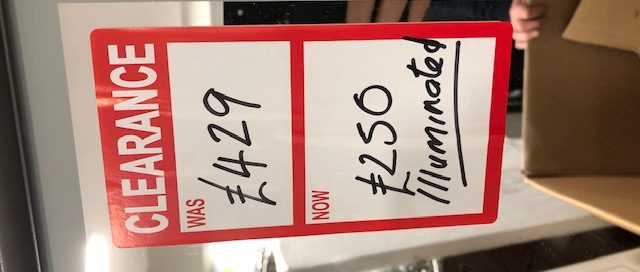 CLEARANCE
WAS
£429
NOW
£250
Illuminated